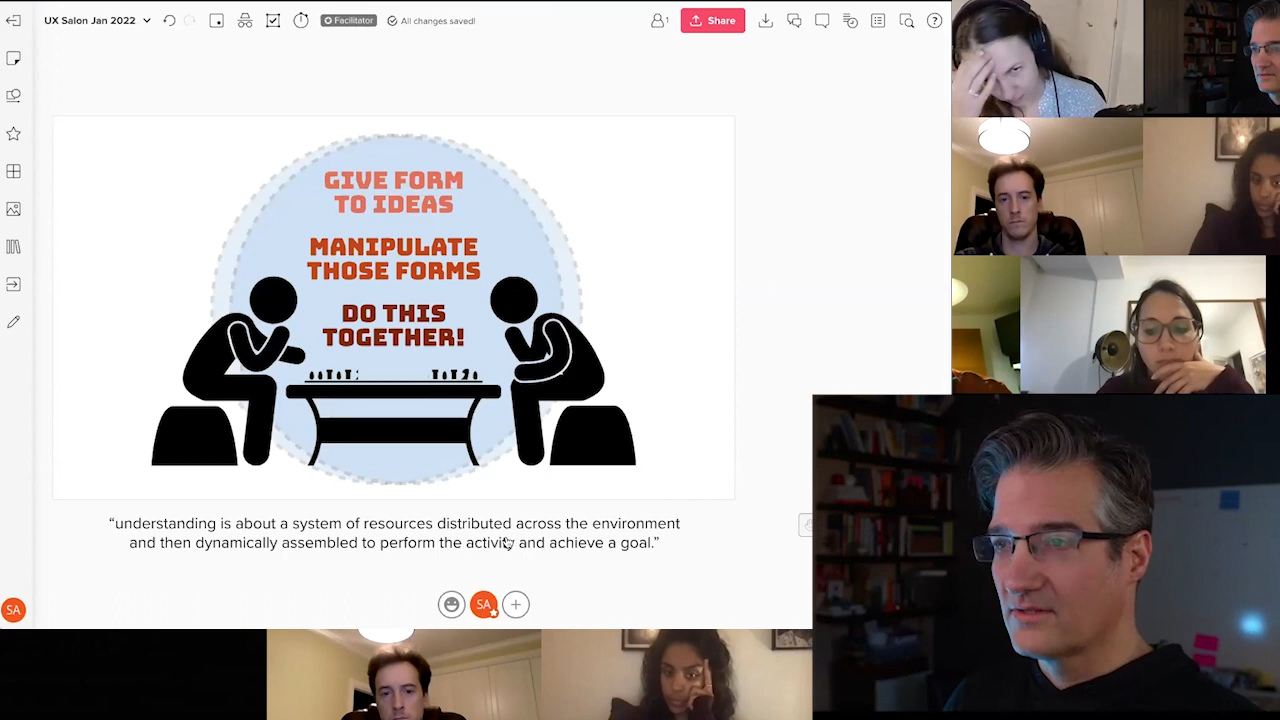 UX Salon Jan 2022
Facilitator
All changes saved!
1
Share
?
GIVE FORM
TO IDEAS
MANIPULATE
THOSE FORMS
DO THIS
TOGETHER!
“understanding is about a system of resources distributed across the environment
and then dynamically assembled to perform the activity and achieve a goal.”
SA
SA